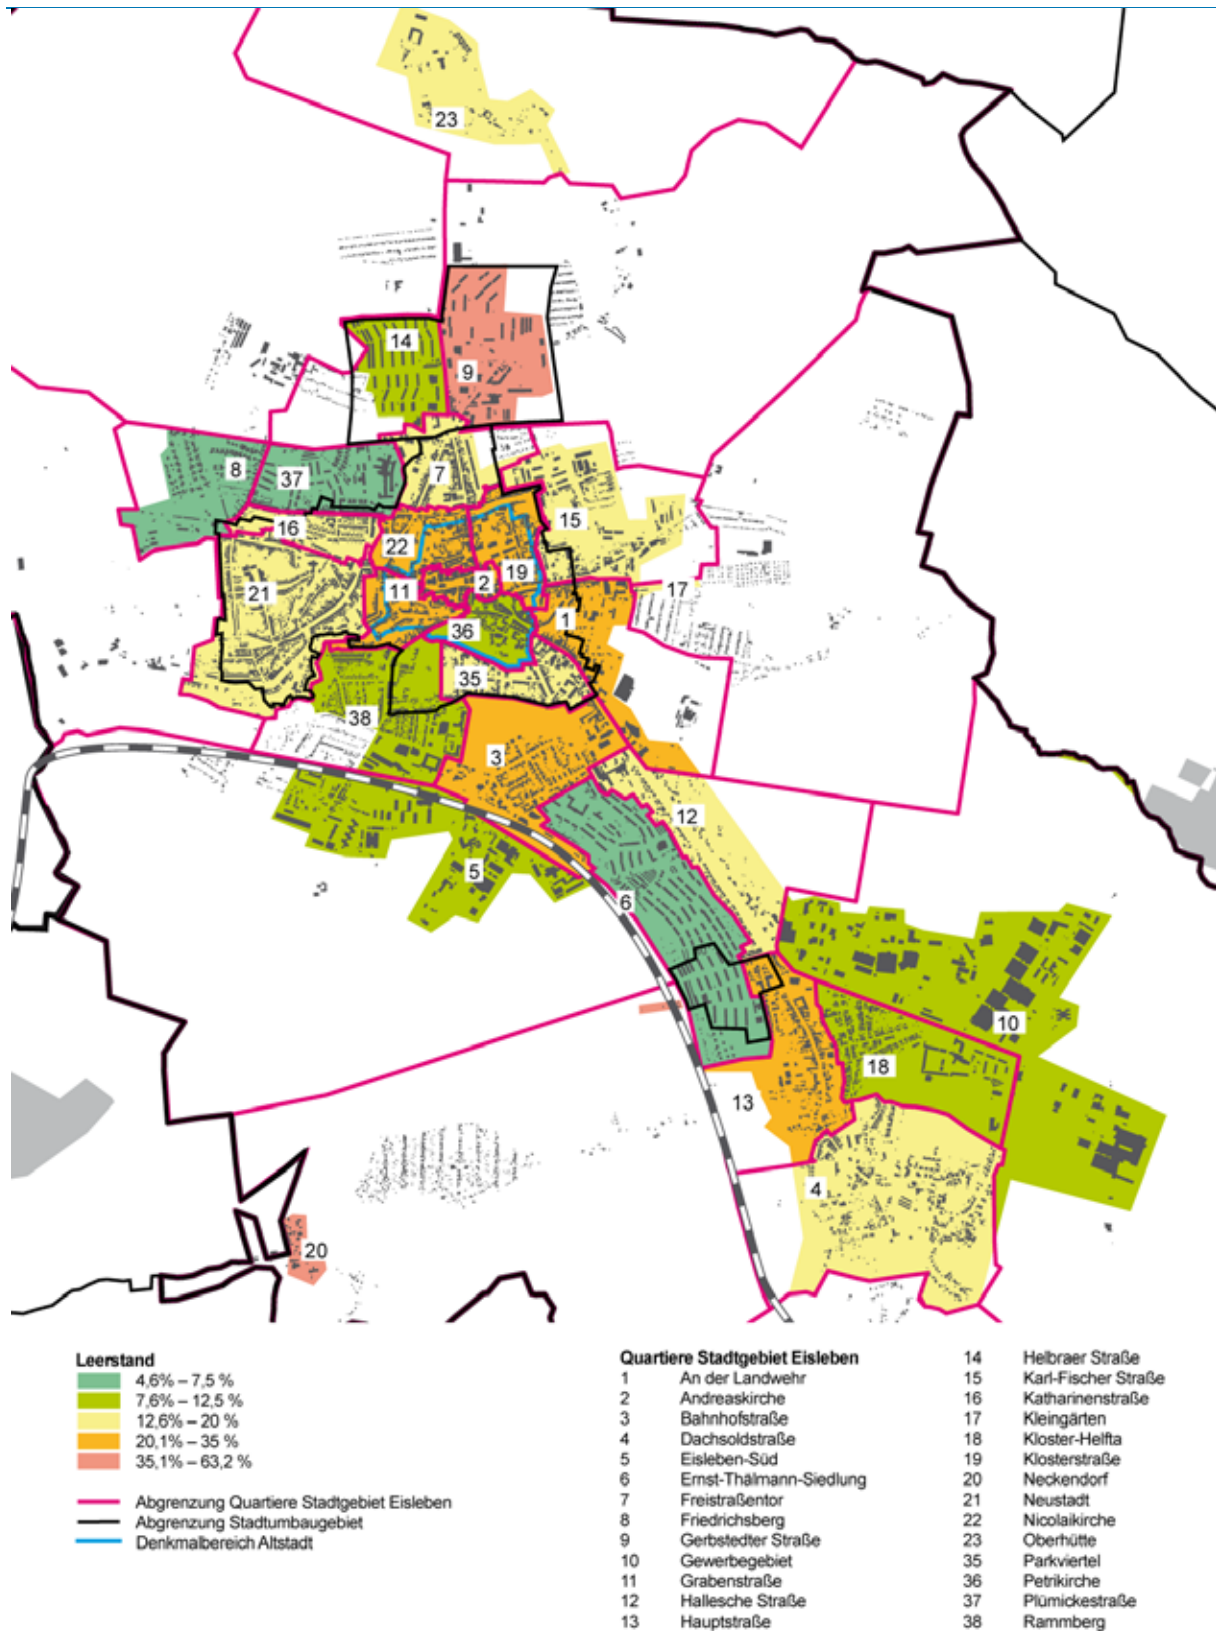 23
14
9
8
37
7
16
15
22
19
21
11
2
17
1
36
35
38
3
12
5
6
10
18
13
4
20
Leerstand
4,6% – 7,5 %
7,6% – 12,5 %
12,6% – 20 %
20,1% – 35 %
35,1% – 63,2 %
Abgrenzung Quartiere Stadtgebiet Eisleben
Abgrenzung Stadtumbaugebiet
Denkmalbereich Altstadt
Quartiere Stadtgebiet Eisleben
1 An der Landwehr
2 Andreaskirche
3 Bahnhofstraße
4 Dachsoldstraße
5 Eisleben-Süd
6 Ernst-Thälmann-Siedlung
7 Freistraßentor
8 Friedrichsberg
9 Gerbstedter Straße
10 Gewerbegebiet
11 Grabenstraße
12 Hallesche Straße
13 Hauptstraße
14 Helbraer Straße
15 Karl-Fischer Straße
16 Katharinenstraße
17 Kleingärten
18 Kloster-Helfta
19 Klosterstraße
20 Neckendorf
21 Neustadt
22 Nicolaikirche
23 Oberhütte
35 Parkviertel
36 Petrikirche
37 Plümickestraße
38 Rammberg